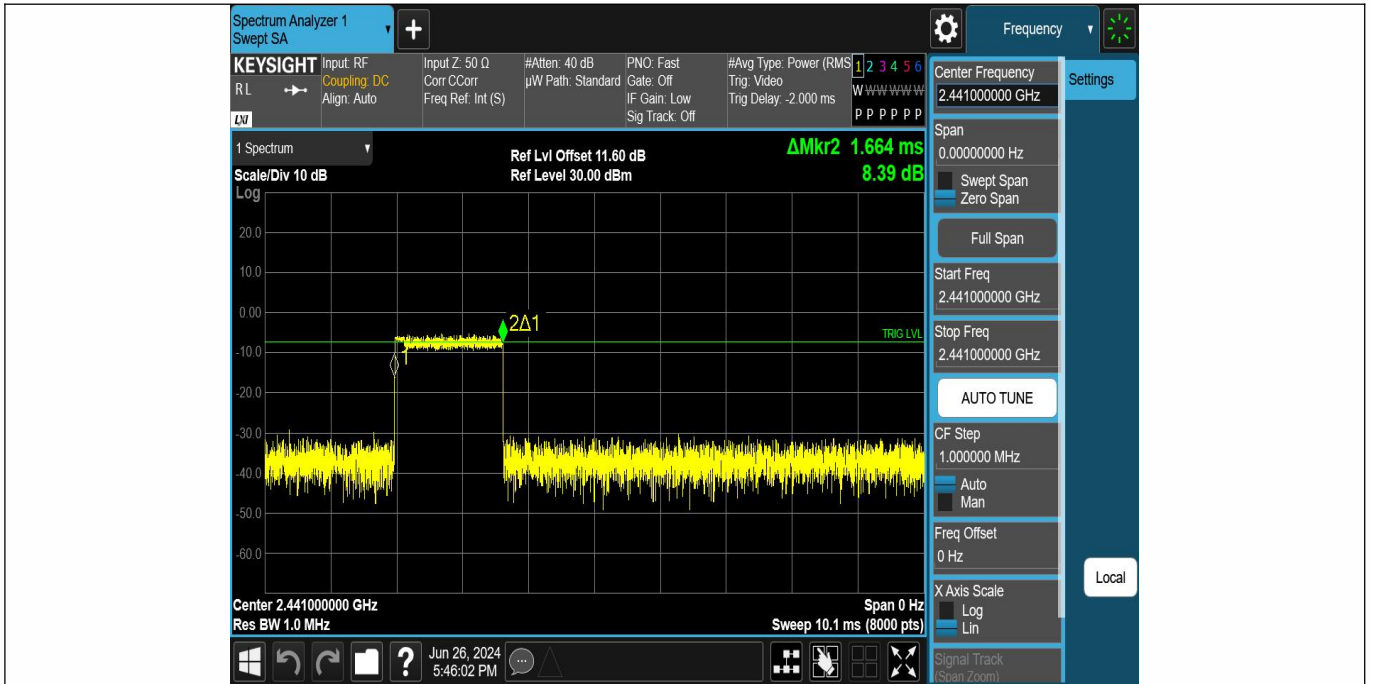 Spectrum Analyzer 1
Swept SA
+
Frequency
KEYSIGHT
RL
LXI
Input: RF
Coupling: DC
Align: Auto
Input Z: 50 Ω
Corr CCorr
Freq Ref: Int (S)
#Atten: 40 dB
µW Path: Standard
PNO: Fast
Gate: Off
IF Gain: Low
Sig Track: Off
#Avg Type: Power (RMS
Trig: Video
Trig Delay: -2.000 ms
1 2 3 4 5 6
W W W W W W
P P P P P P
1 Spectrum
Scale/Div 10 dB
Ref Lvl Offset 11.60 dB
Ref Level 30.00 dBm
ΔMkr2 1.664 ms
8.39 dB
Log
20.0
10.0
0.00
-10.0
-20.0
-30.0
-40.0
-50.0
-60.0
2Δ1
TRIG LVL
Center 2.441000000 GHz
Res BW 1.0 MHz
Span 0 Hz
Sweep 10.1 ms (8000 pts)
?
Jun 26, 2024
5:46:02 PM
Center Frequency
2.441000000 GHz
Settings
Span
0.00000000 Hz
Swept Span
Zero Span
Full Span
Start Freq
2.441000000 GHz
Stop Freq
2.441000000 GHz
AUTO TUNE
CF Step
1.000000 MHz
Auto
Man
Freq Offset
0 Hz
X Axis Scale
Log
Lin
Local
Signal Track
(Span Zoom)